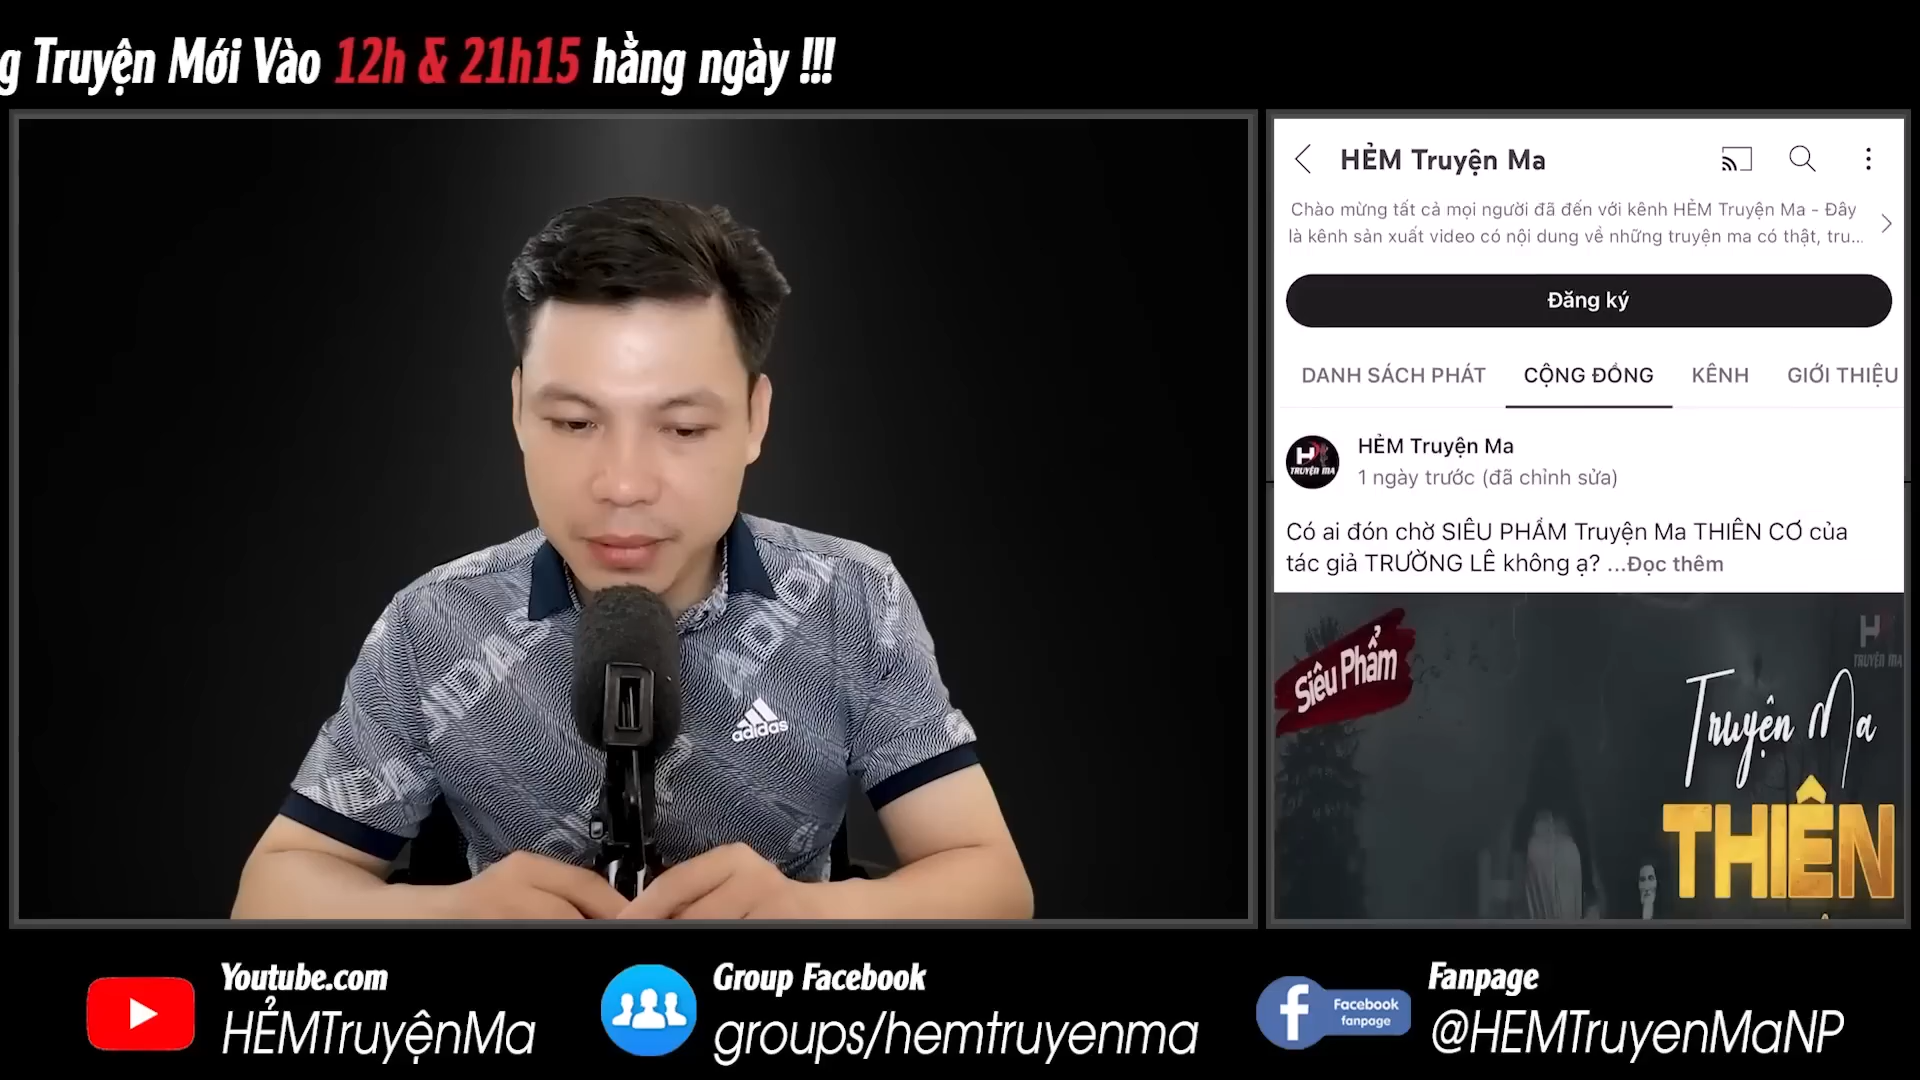 g Truyện Mới Vào 12h & 21h15 hằng ngày !!!
HẺM Truyện Ma
Chào mừng tất cả mọi người đã đến với kênh HẺM Truyện Ma - Đây
là kênh sản xuất video có nội dung về những truyện ma có thật, tru...
Đăng ký
DANH SÁCH PHÁT CỘNG ĐỒNG KÊNH GIỚI THIỆU
H
TRUYỆN MA
HẺM Truyện Ma
1 ngày trước (đã chỉnh sửa)
Có ai đón chờ SIÊU PHẨM Truyện Ma THIÊN CƠ của
tác giả TRƯỜNG LÊ không ạ? ...Đọc thêm
Siêu Phẩm
H
TRUYỆN MA
Truyện Ma
THIÊN
adidas
Youtube.com
HẺMTruyệnMa
Group Facebook
groups/hemtruyenma
Facebook
fanpage
Fanpage
@HEMTruyenMaNP